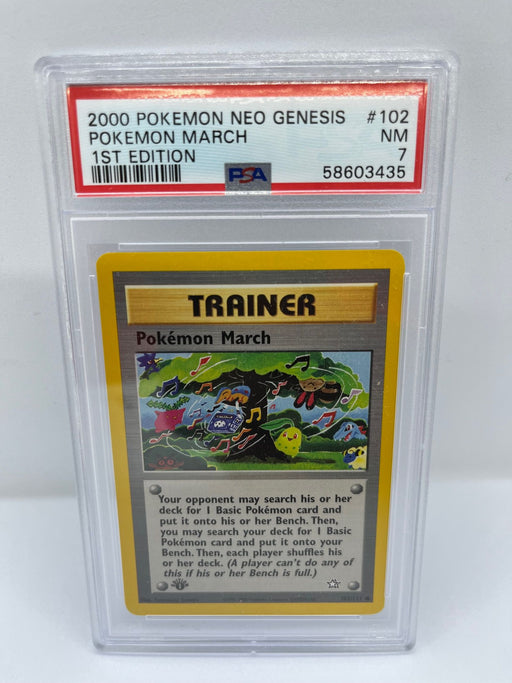 2000 POKEMON NEO GENESIS #102
POKEMON MARCH NM
1ST EDITION 7
PSA 58603435
TRAINER
Pokémon March
Your opponent may search his or her
deck for 1 Basic Pokémon card and
put it onto his or her Bench. Then,
you may search your deck for 1 Basic
Pokémon card and put it onto your
Bench. Then, each player shuffles his
or her deck. (A player can't do any of
this if his or her Bench is full.)